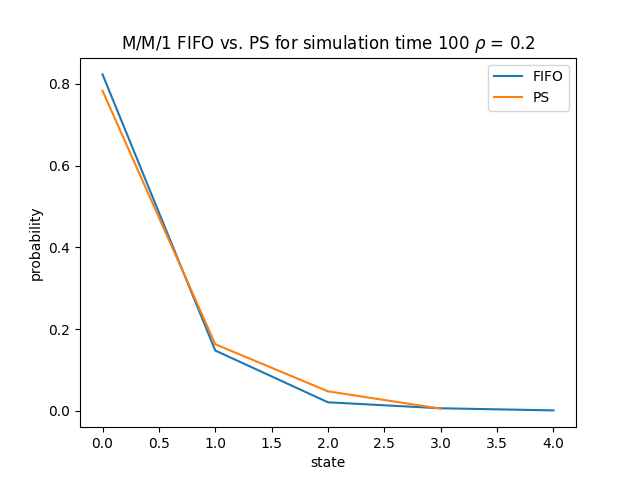 M/M/1 FIFO vs. PS for simulation time 100 ρ = 0.2
FIFO
PS
probability
0.8
0.6
0.4
0.2
0.0
0.0 0.5 1.0 1.5 2.0 2.5 3.0 3.5 4.0
state